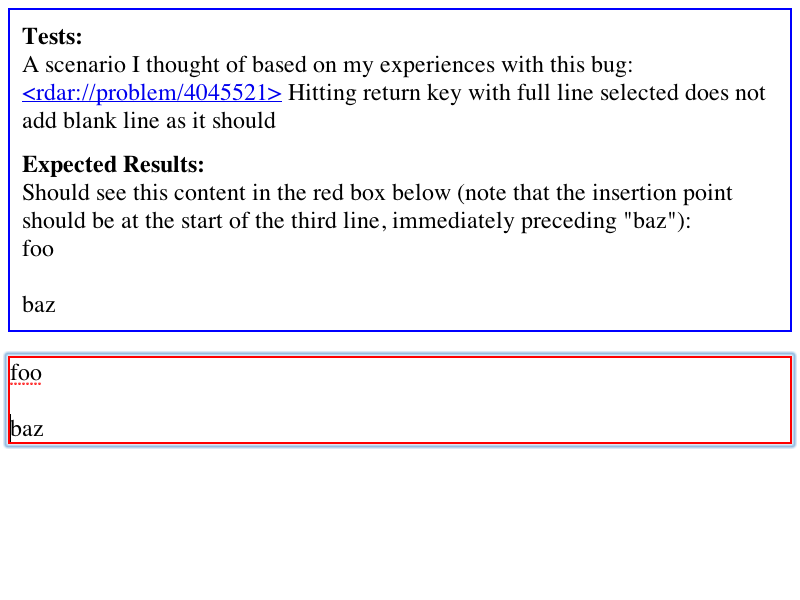 Tests:
A scenario I thought of based on my experiences with this bug:
<rdar://problem/4045521> Hitting return key with full line selected does not
add blank line as it should
Expected Results:
Should see this content in the red box below (note that the insertion point
should be at the start of the third line, immediately preceding "baz"):
foo
baz
foo
baz